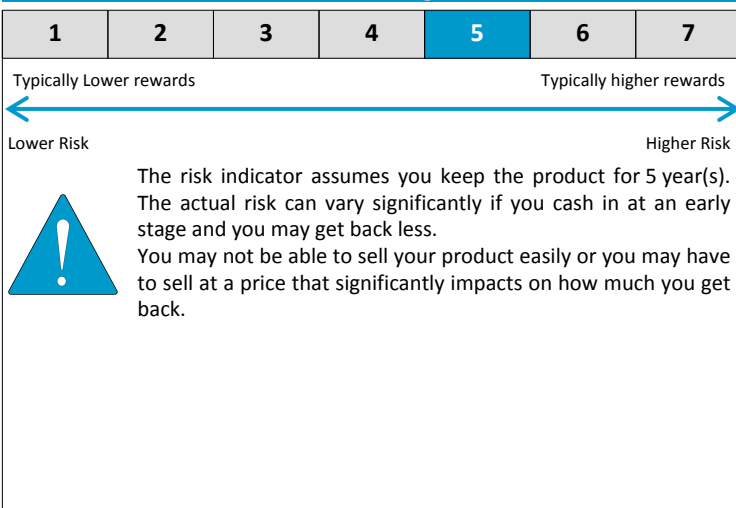 1 2 3 4 5 6 7
Typically Lower rewards Typically higher rewards
Lower Risk Higher Risk
The risk indicator assumes you keep the product for 5 year(s).
The actual risk can vary significantly if you cash in at an early
stage and you may get back less.
You may not be able to sell your product easily or you may have
to sell at a price that significantly impacts on how much you get
back.